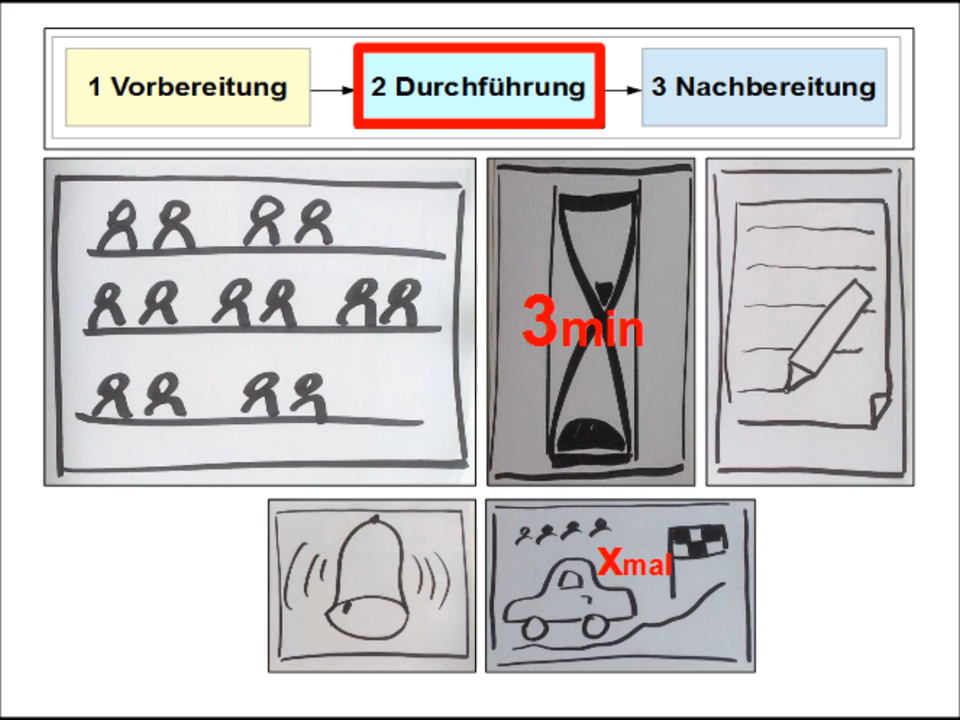 1 Vorbereitung
2 Durchführung
3 Nachbereitung
3min
xmal